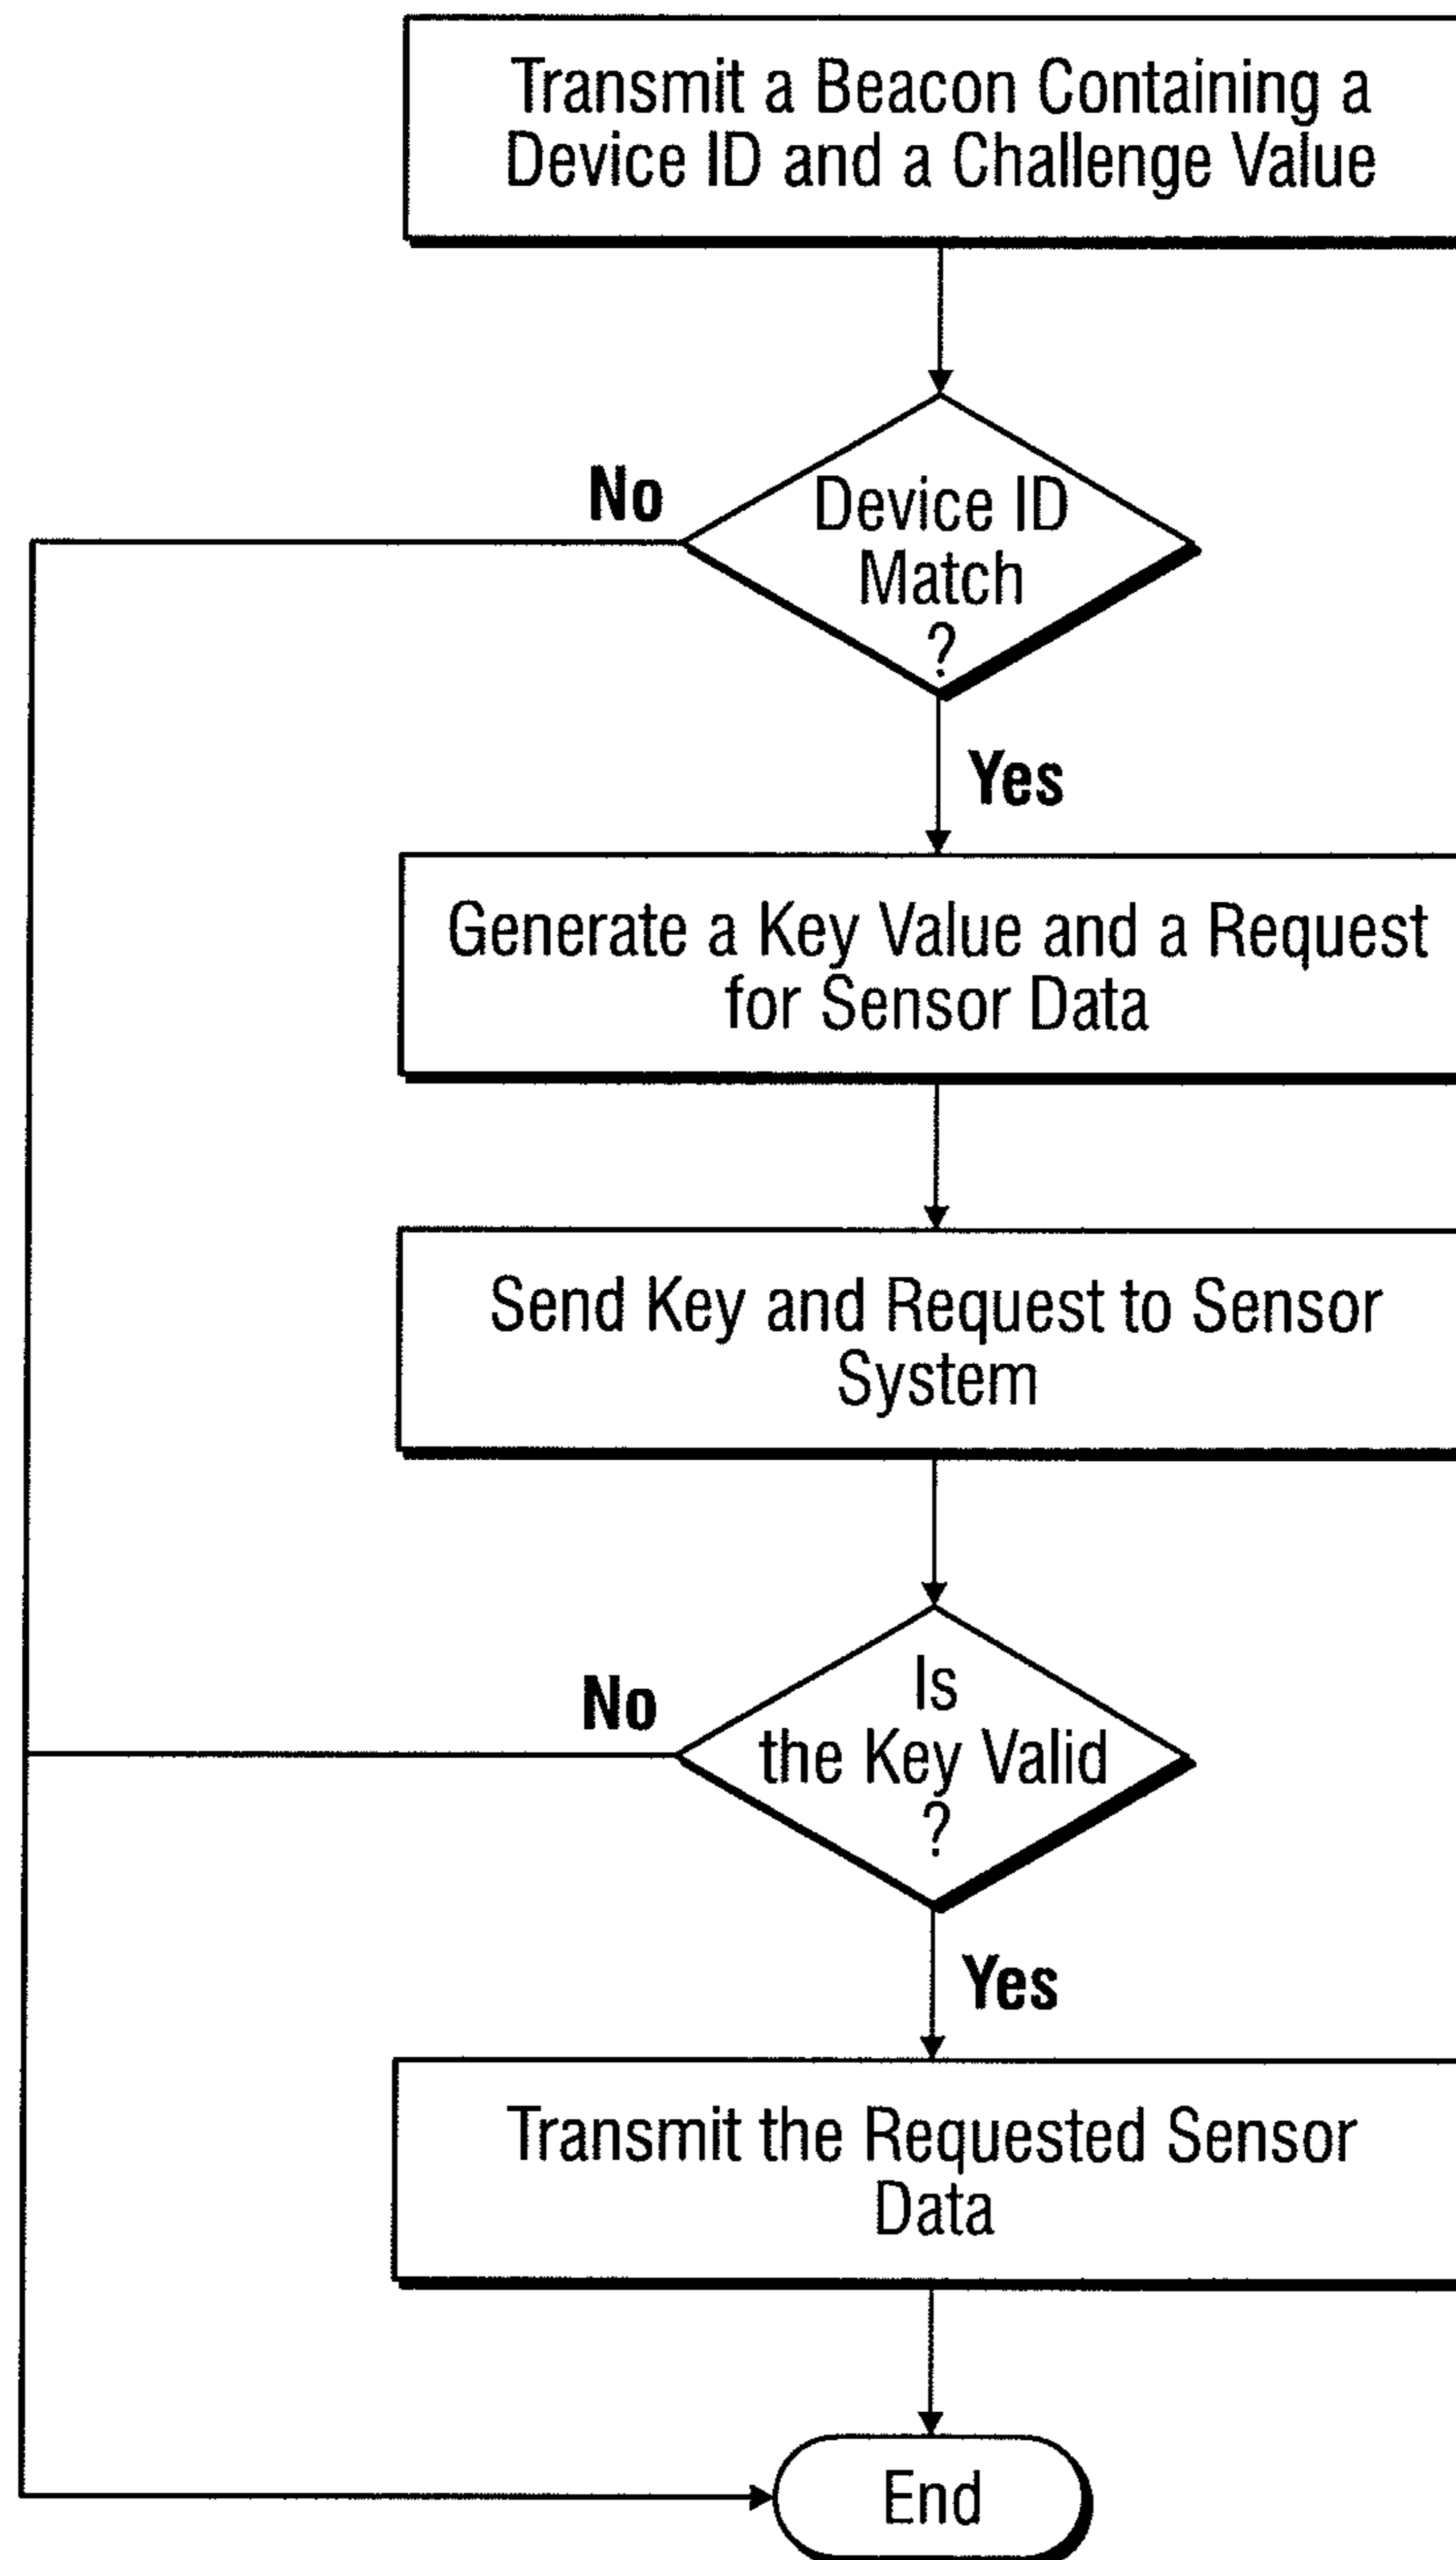 Transmit a Beacon Containing a
Device ID and a Challenge Value
No
Device ID
Match
?
Yes
Generate a Key Value and a Request
for Sensor Data
Send Key and Request to Sensor
System
No
Is
the Key Valid
?
Yes
Transmit the Requested Sensor
Data
End